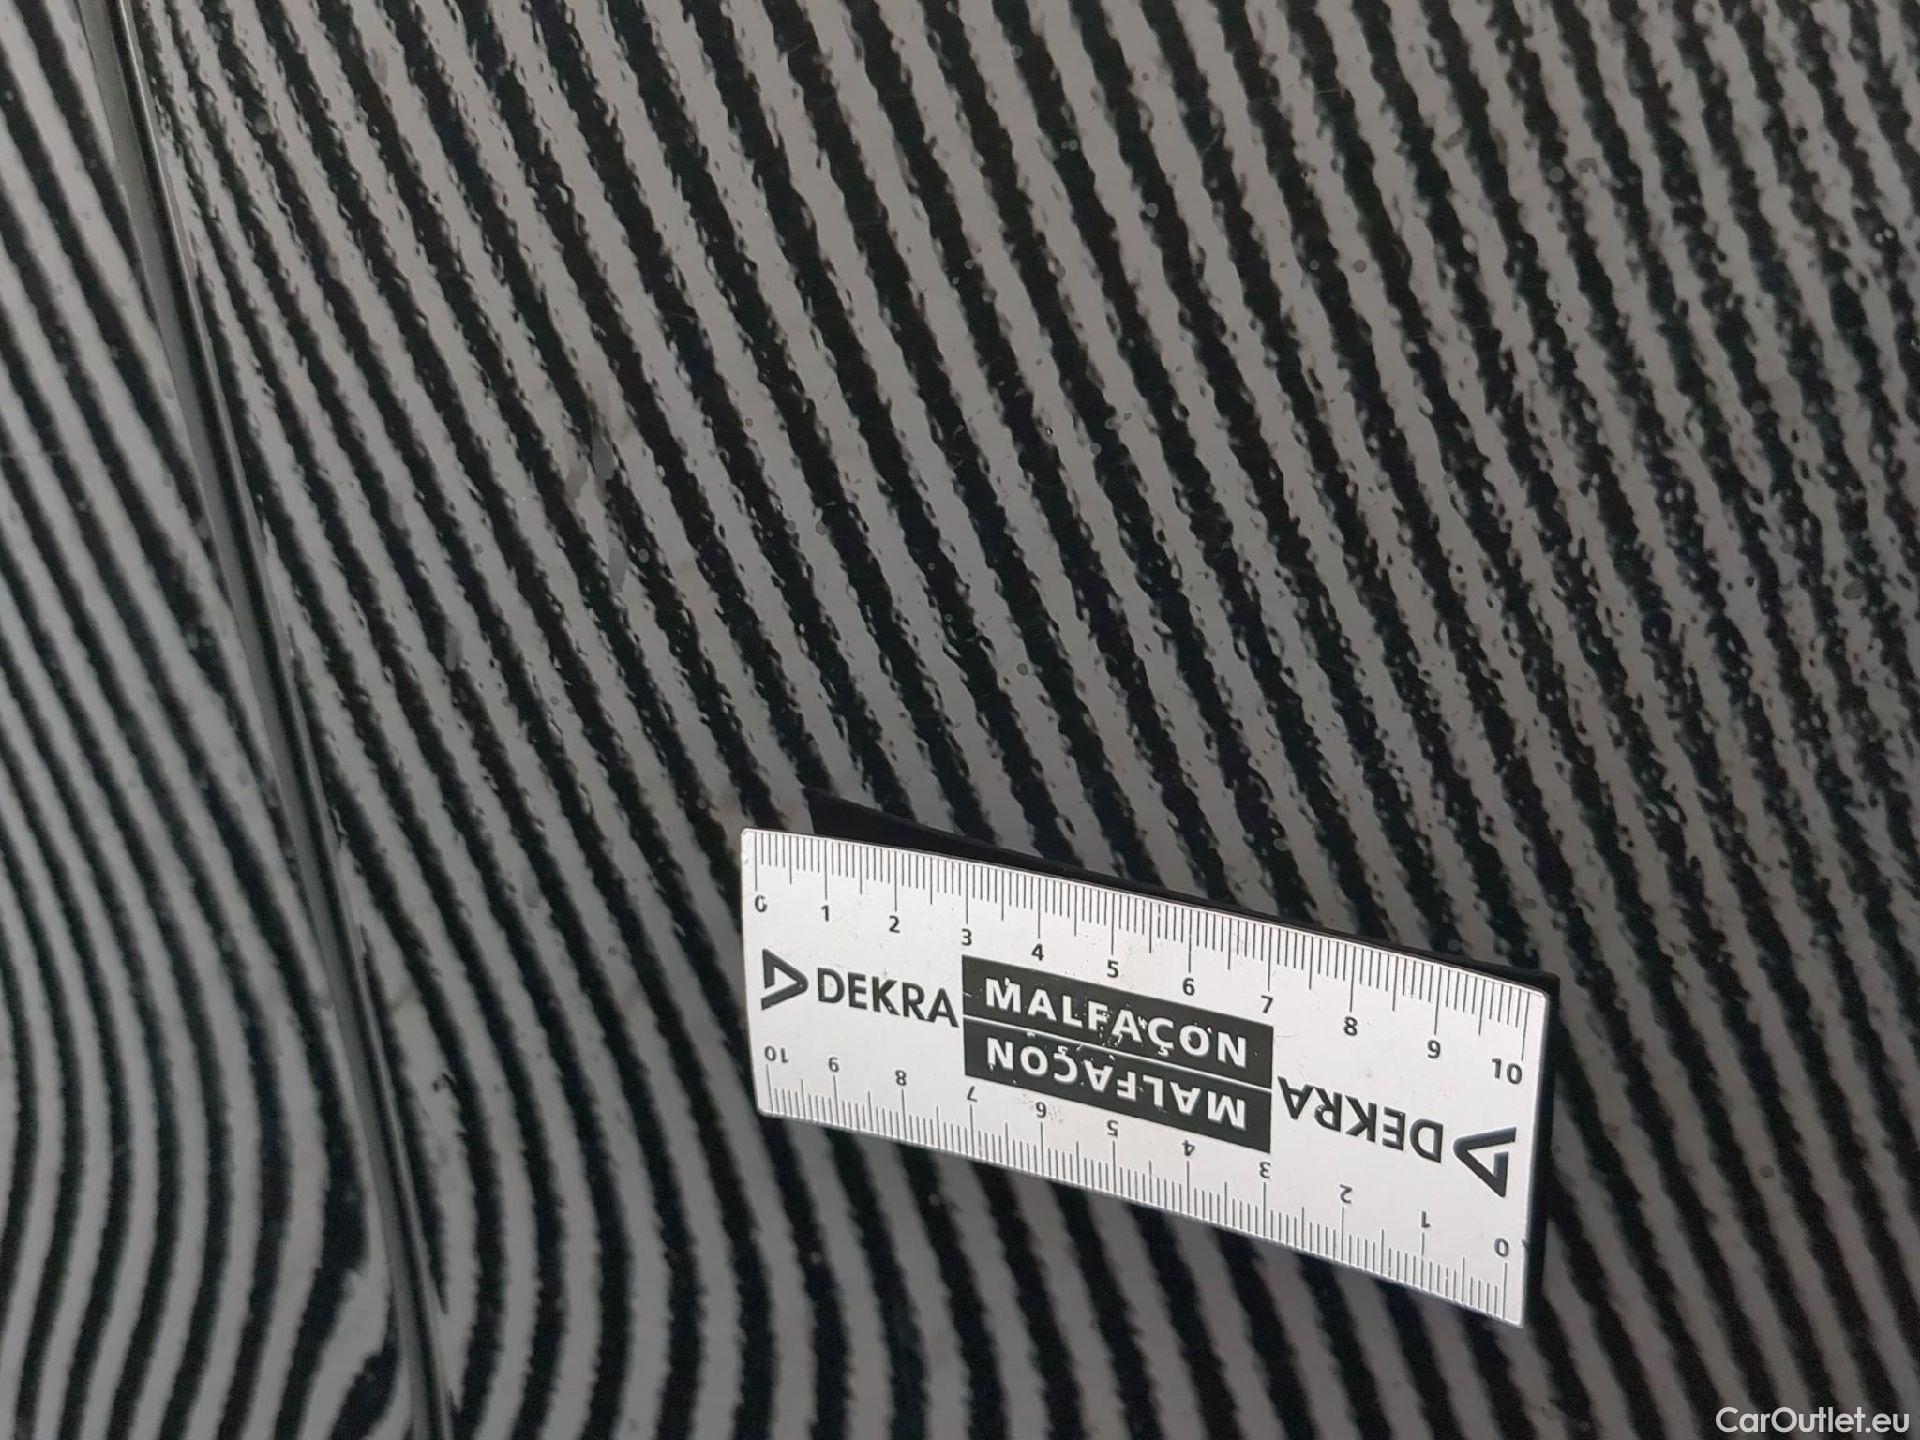 0 1 2 3 4 5 6 7 8 9 10
DEKRA MALFAÇON
MALFAÇON DEKRA
10 9 8 7 6 5 4 3 2 1 0
CarOutlet.eu